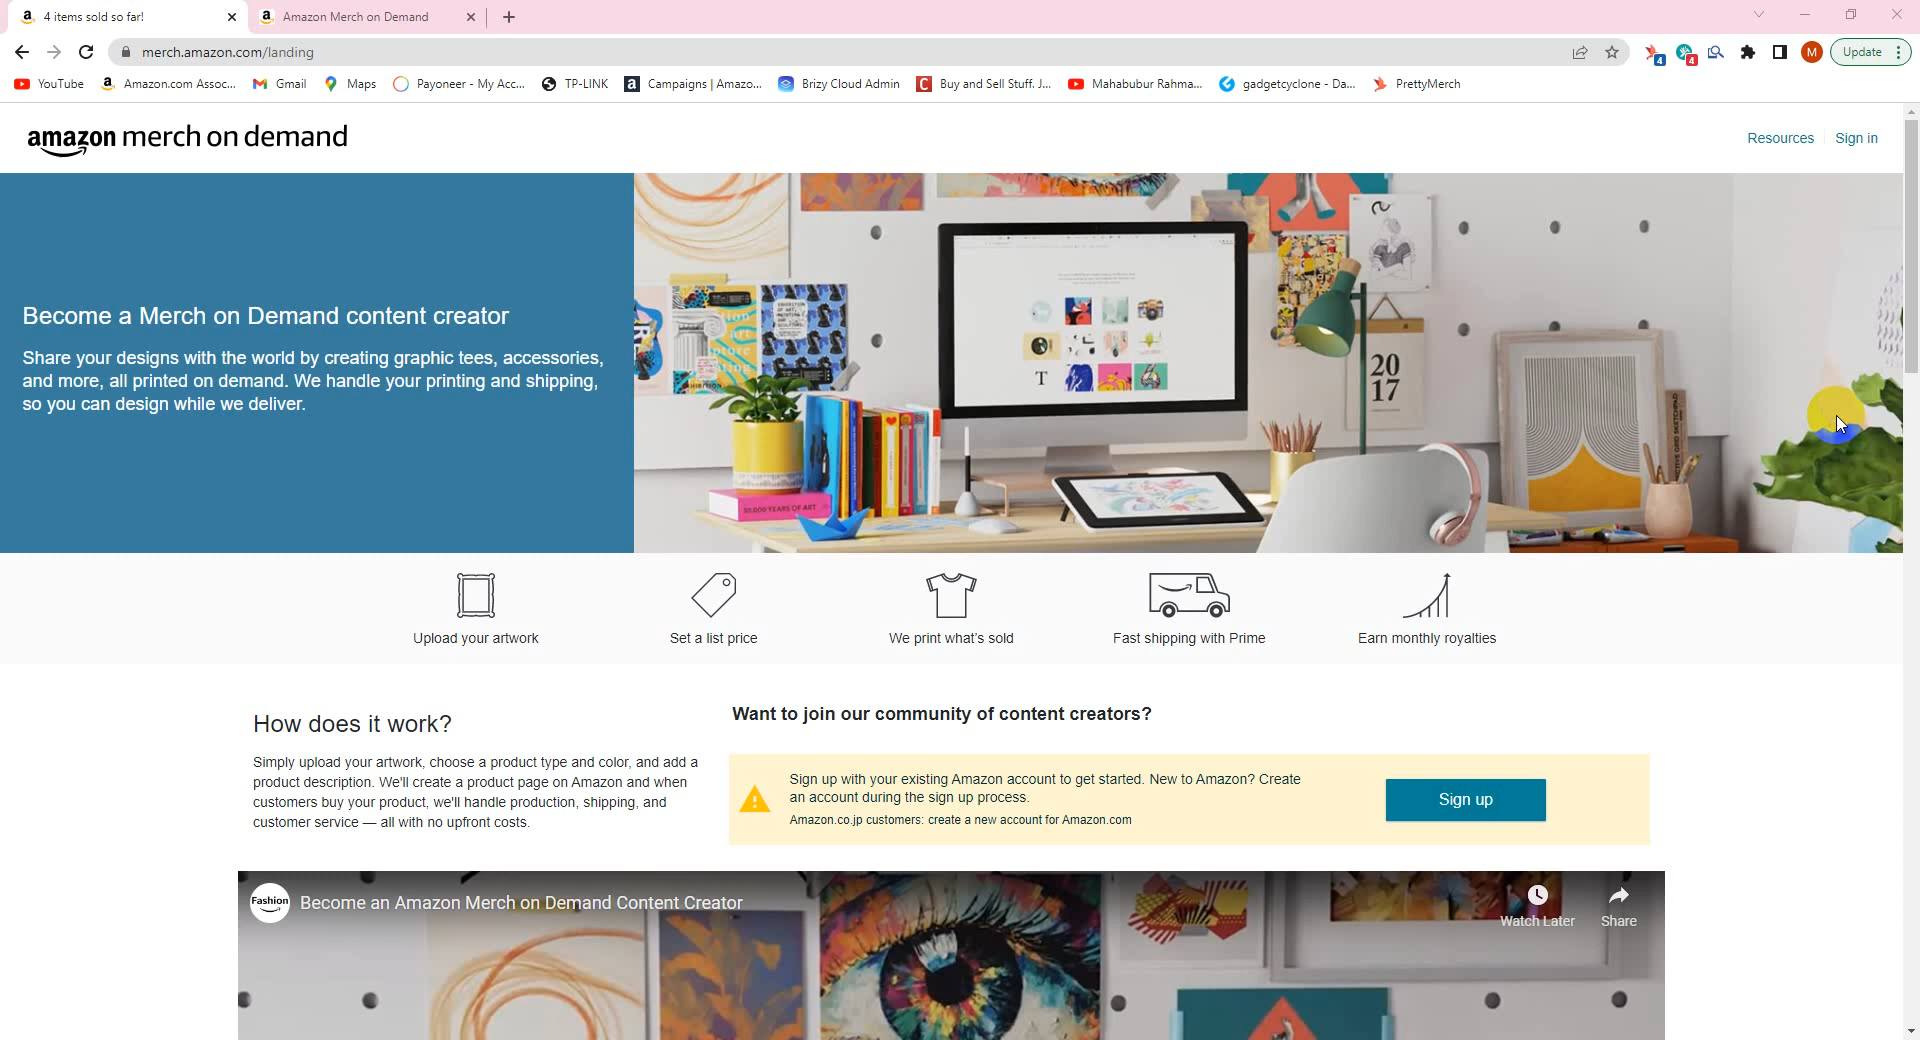 4 items sold so far!
Amazon Merch on Demand
merch.amazon.com/landing
4
4
M
Update
YouTube
Amazon.com Assoc...
Gmail
Maps
Payoneer - My Acc...
TP-LINK
Campaigns | Amazo...
Brizy Cloud Admin
Buy and Sell Stuff. J...
Mahabubur Rahma...
gadgetcyclone - Da...
PrettyMerch
amazon merch on demand
Resources
Sign in
Become a Merch on Demand content creator
Share your designs with the world by creating graphic tees, accessories,
and more, all printed on demand. We handle your printing and shipping,
so you can design while we deliver.
T
20
17
50.000 YEARS OF ART
Upload your artwork
Set a list price
We print what's sold
Fast shipping with Prime
Earn monthly royalties
How does it work?
Simply upload your artwork, choose a product type and color, and add a
product description. We'll create a product page on Amazon and when
customers buy your product, we'll handle production, shipping, and
customer service — all with no upfront costs.
Want to join our community of content creators?
Sign up with your existing Amazon account to get started. New to Amazon? Create
an account during the sign up process.
Amazon.co.jp customers: create a new account for Amazon.com
Sign up
Fashion
Become an Amazon Merch on Demand Content Creator
Watch Later
Share